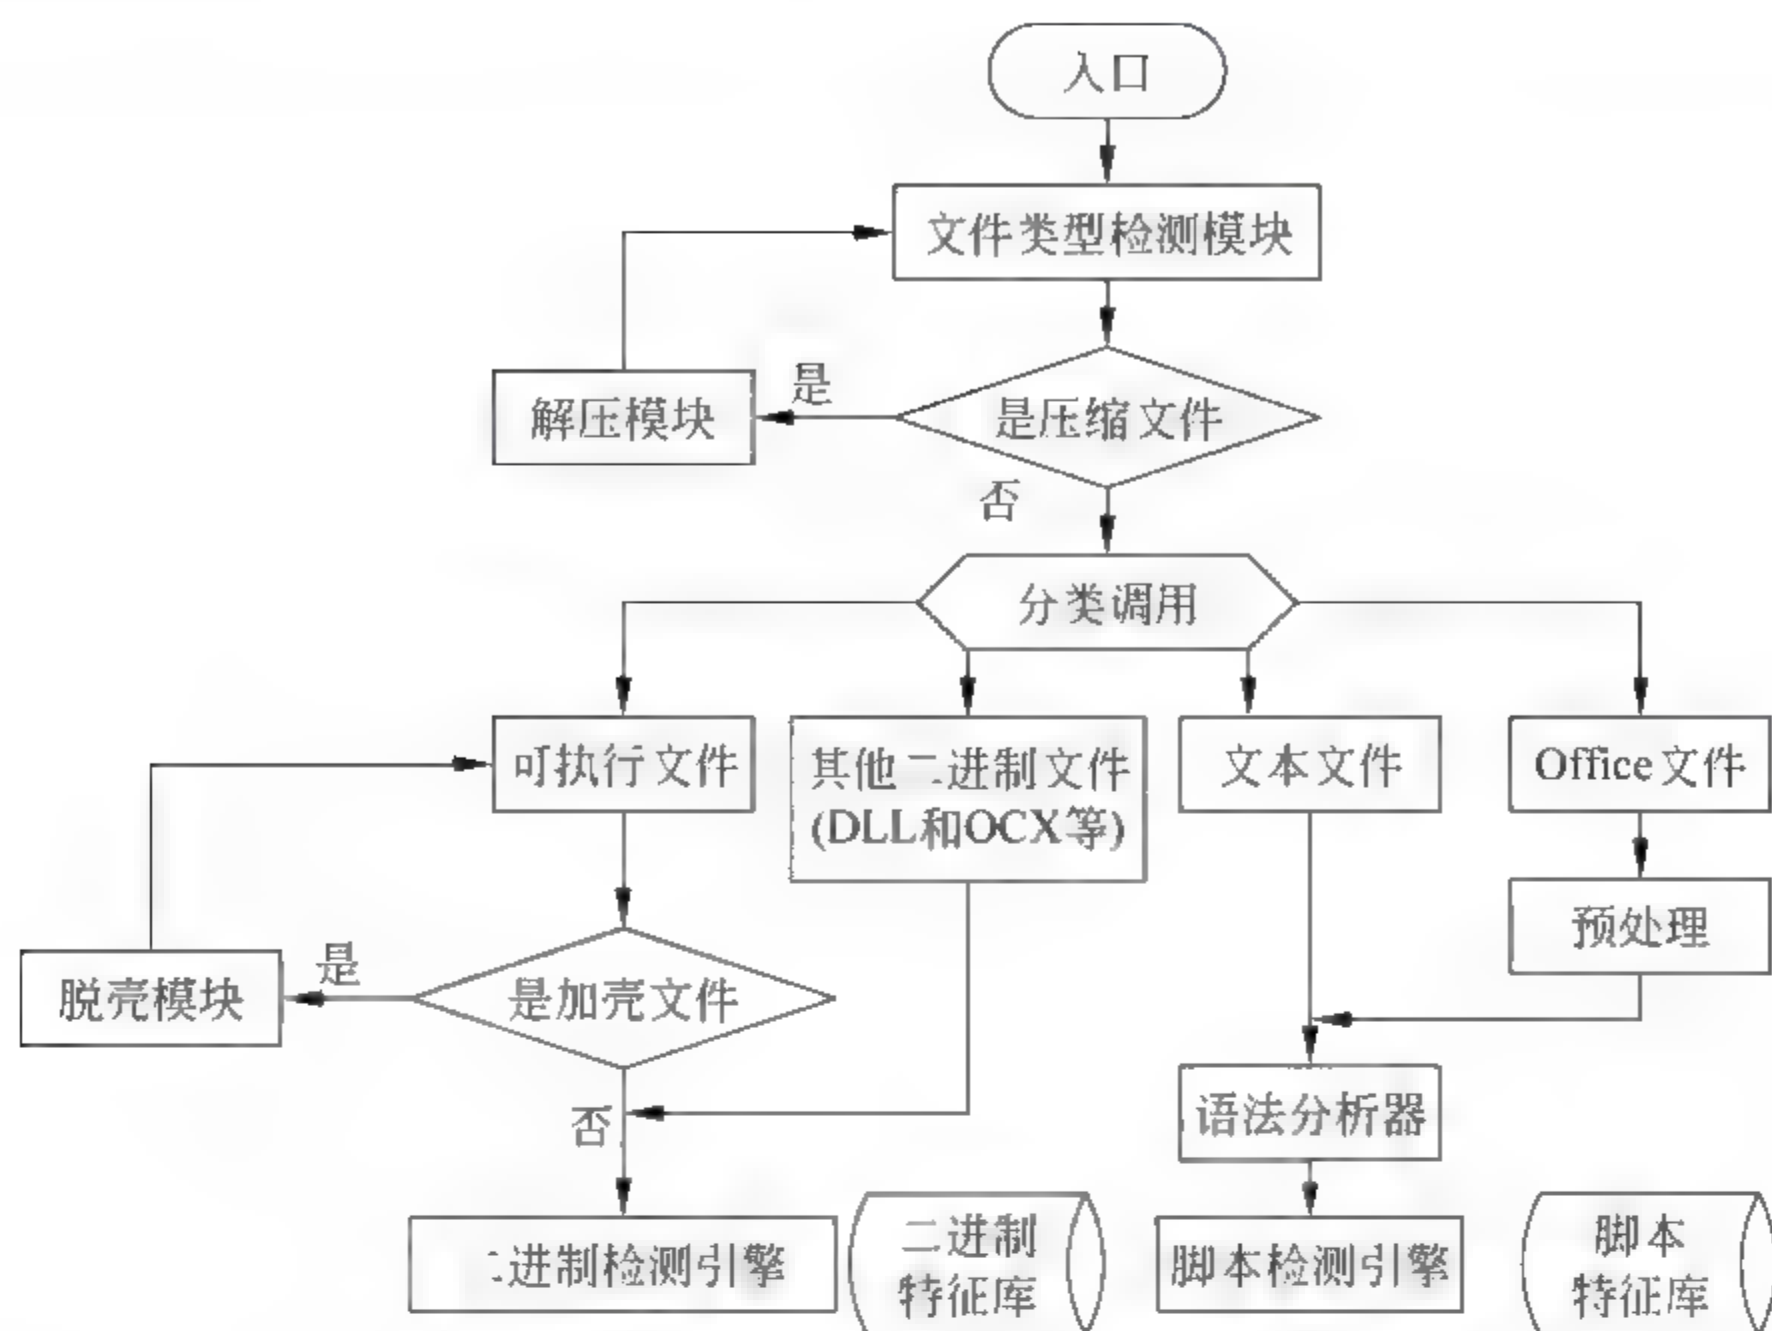 入口
文件类型检测模块
是
解压模块
是压缩文件
否
分类调用
可执行文件
其他二进制文件
(DLL和OCX等)
文本文件
Office文件
预处理
是
脱壳模块
是加壳文件
否
语法分析器
二进制检测引擎
二进制
特征库
脚本检测引擎
脚本
特征库